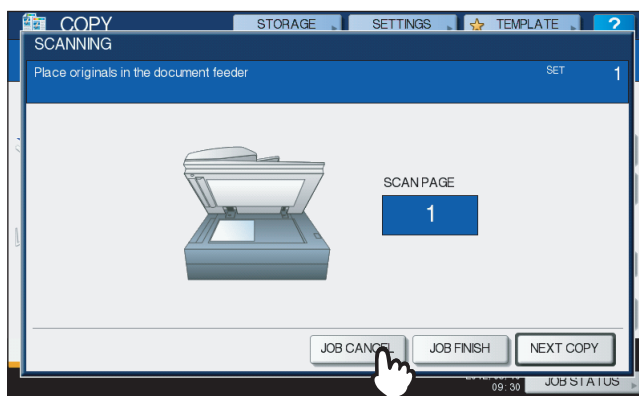 COPY STORAGE SETTINGS TEMPLATE ?
SCANNING
Place originals in the document feeder SET 1
SCAN PAGE
1
JOB CANCEL JOB FINISH NEXT COPY
09:30 JOB STATUS